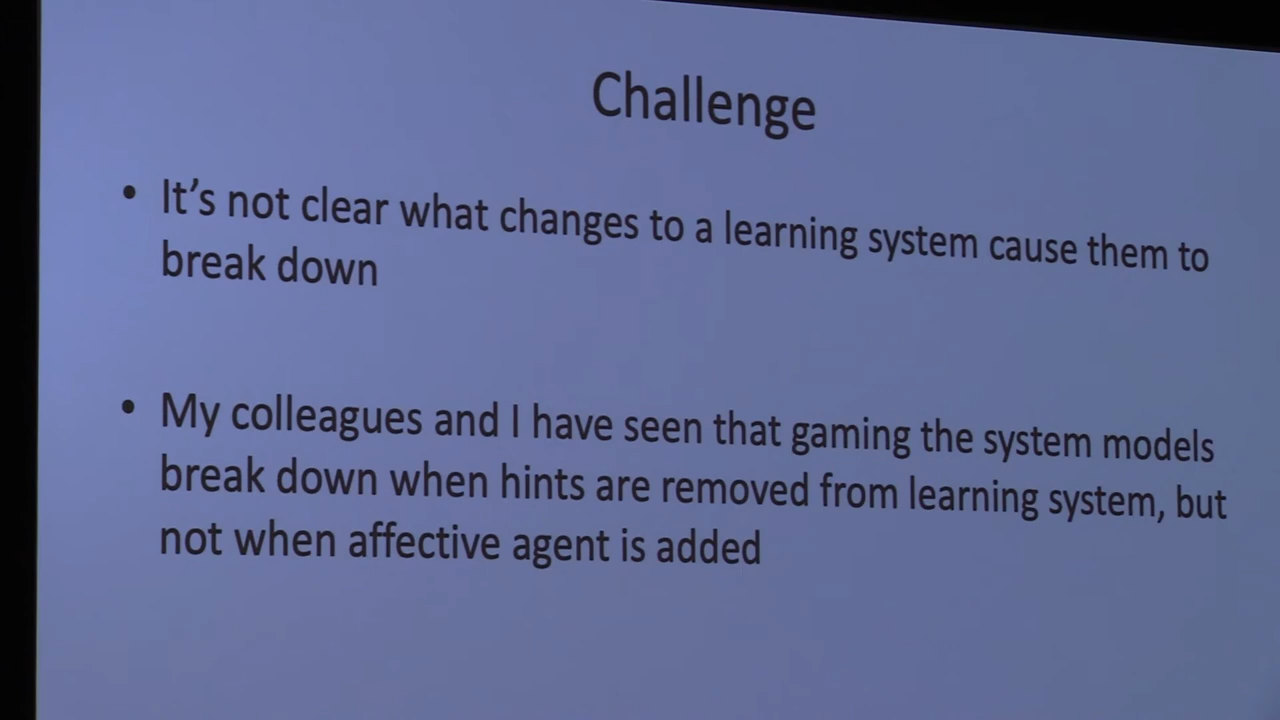 Challenge
• It’s not clear what changes to a learning system cause them to
break down
• My colleagues and I have seen that gaming the system models
break down when hints are removed from learning system, but
not when affective agent is added